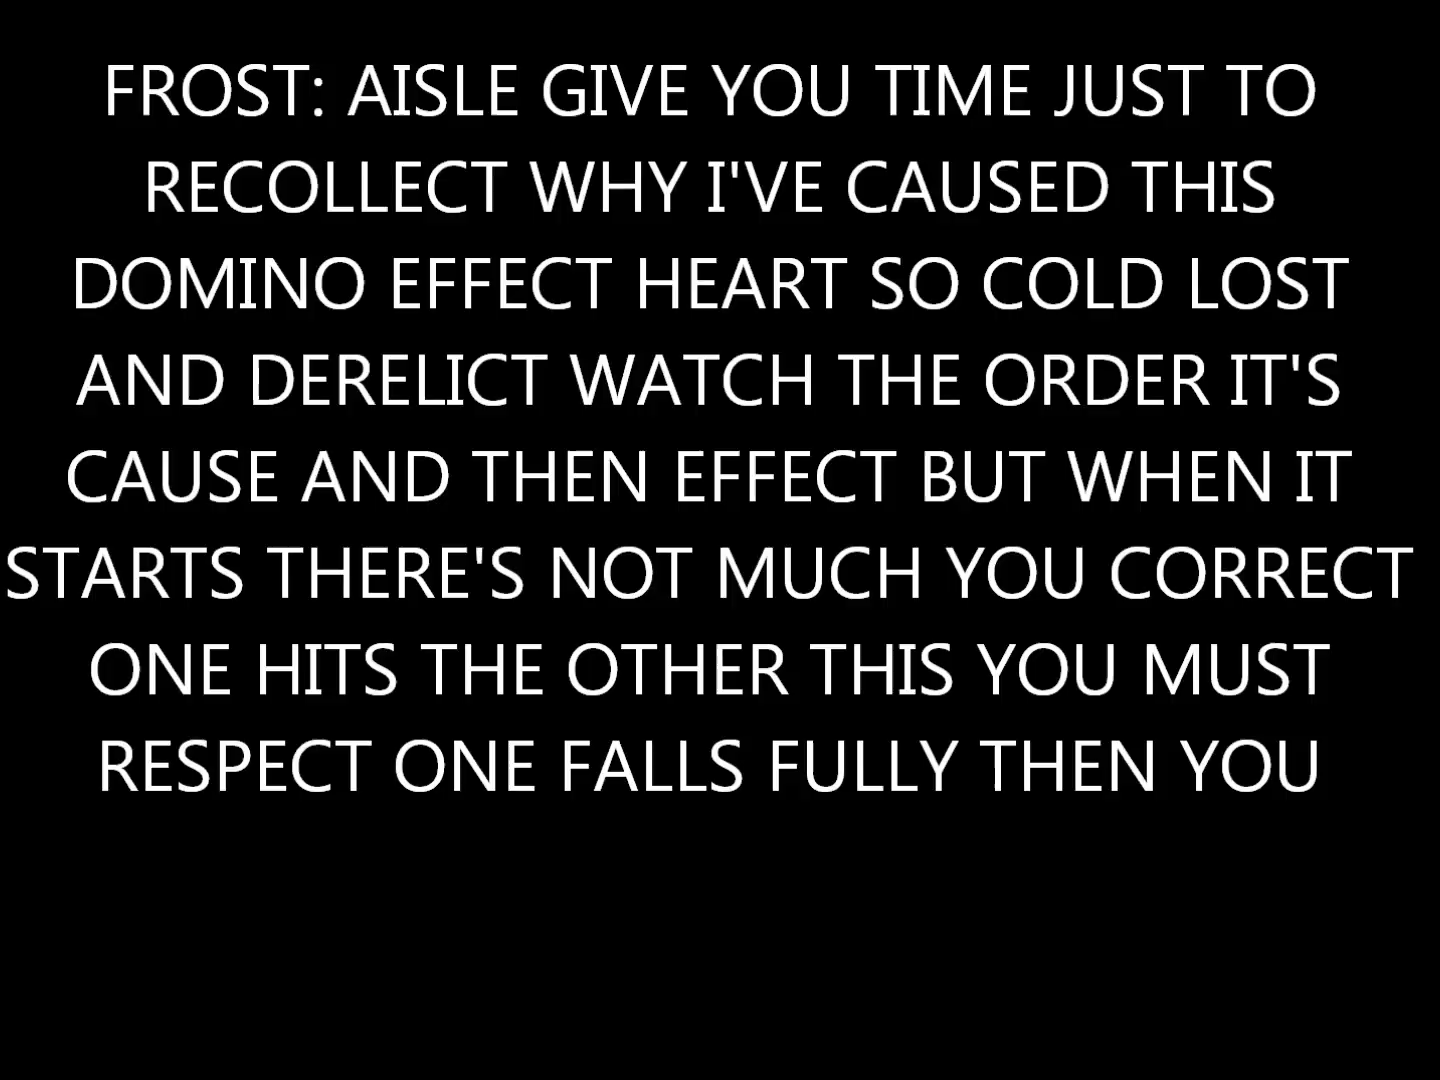 FROST: AISLE GIVE YOU TIME JUST TO
RECOLLECT WHY I'VE CAUSED THIS
DOMINO EFFECT HEART SO COLD LOST
AND DERELICT WATCH THE ORDER IT'S
CAUSE AND THEN EFFECT BUT WHEN IT
STARTS THERE'S NOT MUCH YOU CORRECT
ONE HITS THE OTHER THIS YOU MUST
RESPECT ONE FALLS FULLY THEN YOU